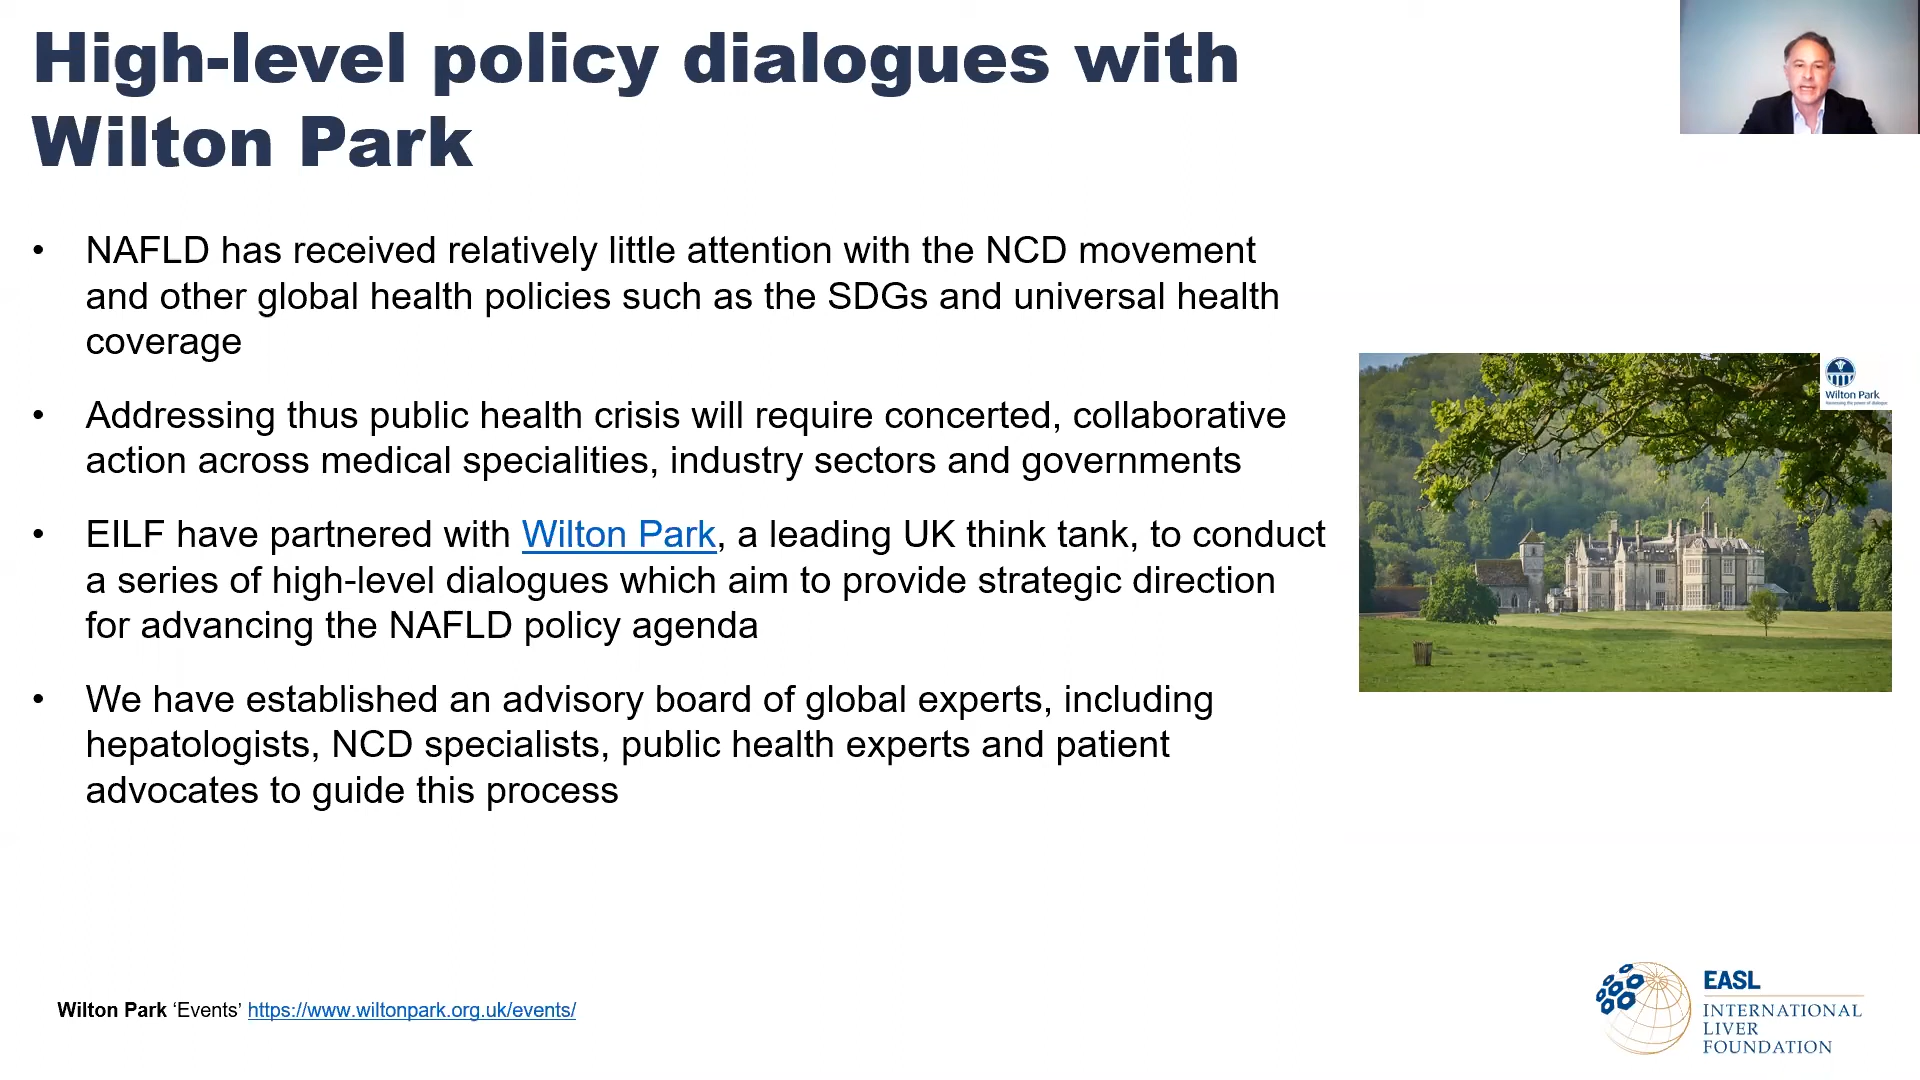 High-level policy dialogues with
Wilton Park
• NAFLD has received relatively little attention with the NCD movement
and other global health policies such as the SDGs and universal health
coverage
• Addressing thus public health crisis will require concerted, collaborative
action across medical specialities, industry sectors and governments
• EILF have partnered with Wilton Park, a leading UK think tank, to conduct
a series of high-level dialogues which aim to provide strategic direction
for advancing the NAFLD policy agenda
• We have established an advisory board of global experts, including
hepatologists, NCD specialists, public health experts and patient
advocates to guide this process
Wilton Park
Wilton Park ‘Events’ https://www.wiltonpark.org.uk/events/
EASL
INTERNATIONAL
LIVER
FOUNDATION